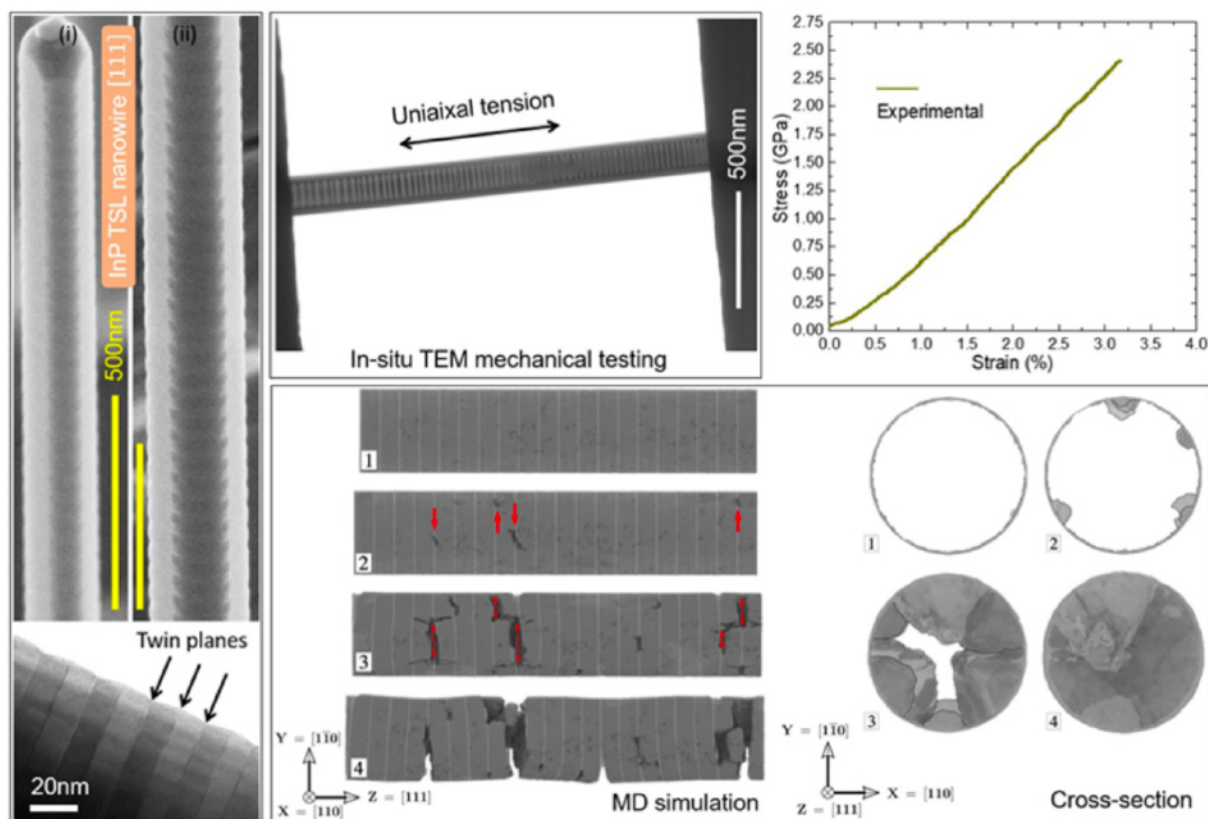 (i)
(ii)
InP TSL nanowire [111]
500nm
Twin planes
20nm
Uniaixal tension
500nm
In-situ TEM mechanical testing
2.75
2.50
2.25
2.00
1.75
1.50
1.25
1.00
0.75
0.50
0.25
0.00
Stress (GPa)
Experimental
0.0 0.5 1.0 1.5 2.0 2.5 3.0 3.5 4.0
Strain (%)
1
2
3
4
Y = [11̄0]
Z = [111]
X = [110]
MD simulation
1
2
3
4
Y = [11̄0]
X = [110]
Z = [111]
Cross-section